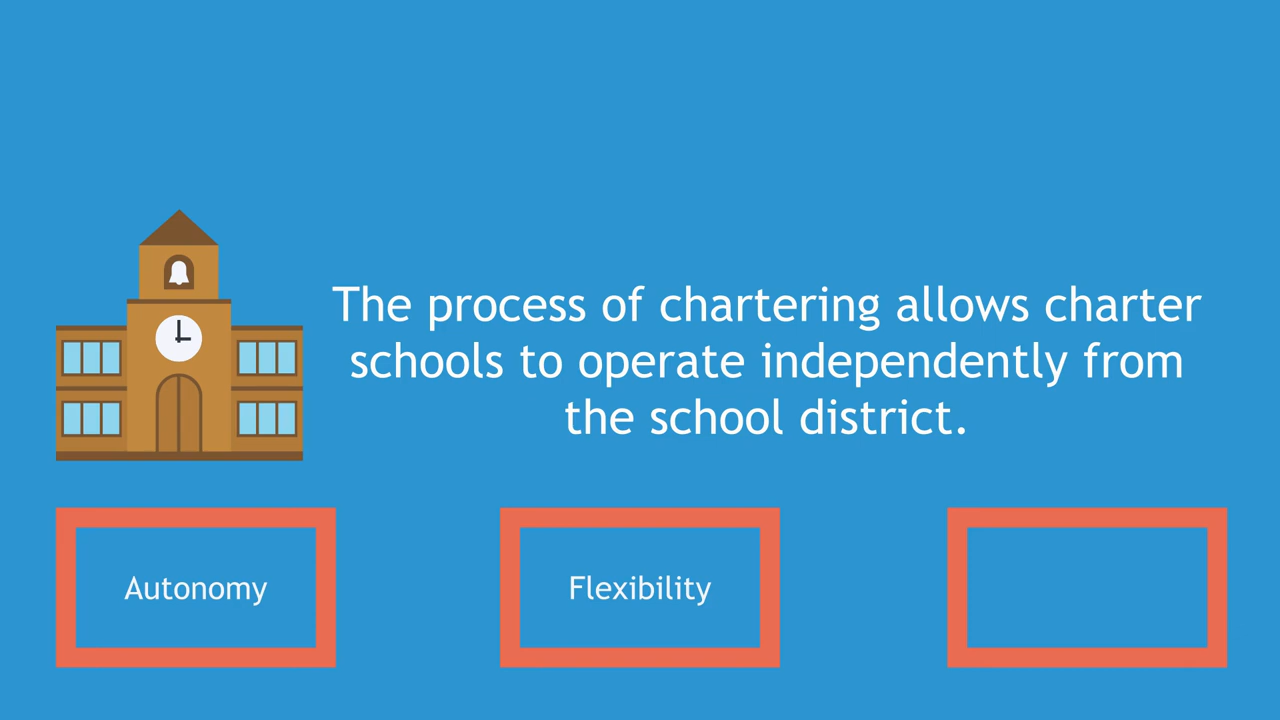 The process of chartering allows charter
schools to operate independently from
the school district.
Autonomy
Flexibility